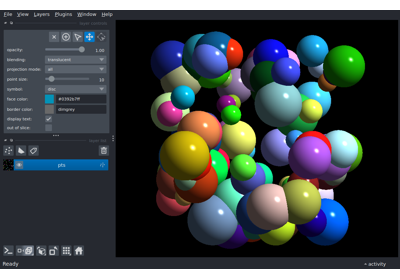 File View Layers Plugins Window Help
opacity: 1.00
blending: translucent
projection mode: all
point size: 10
symbol: disc
face color: #0392b7ff
border color: dimgray
display text: ✓
out of slice:
pts
Ready
activity